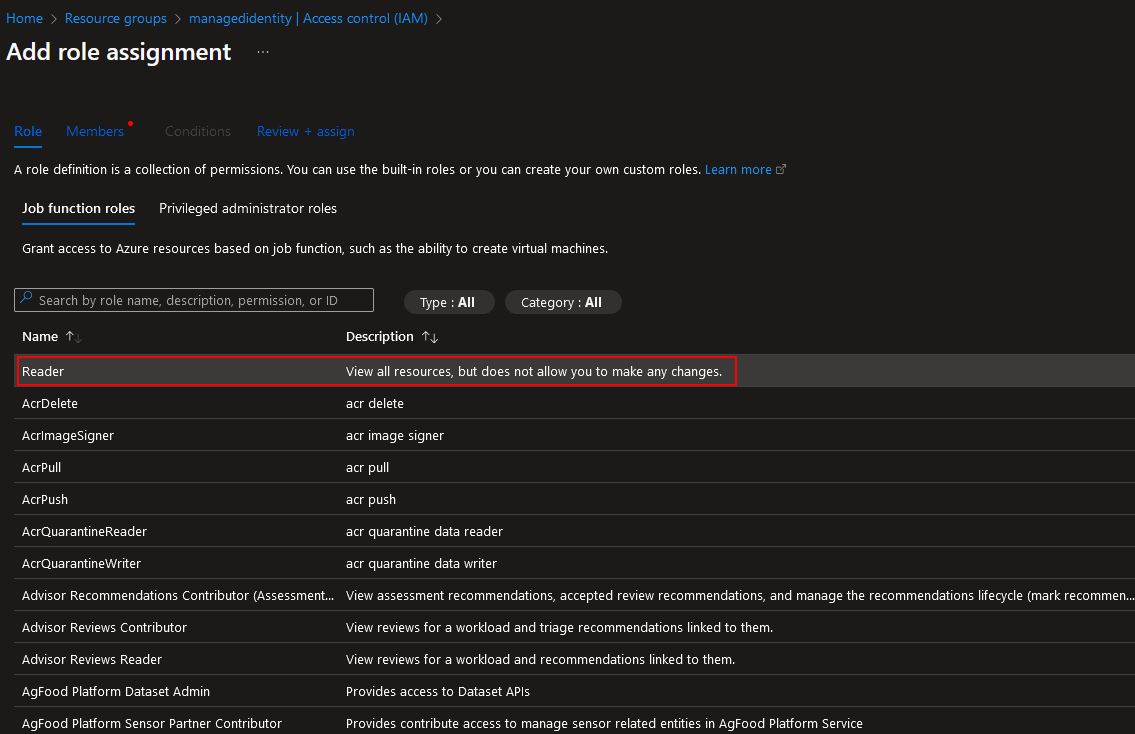 Home > Resource groups > managedidentity | Access control (IAM) >
Add role assignment ...
Role Members Conditions Review + assign
A role definition is a collection of permissions. You can use the built-in roles or you can create your own custom roles. Learn more
Job function roles Privileged administrator roles
Grant access to Azure resources based on job function, such as the ability to create virtual machines.
Search by role name, description, permission, or ID Type : All Category : All
Name ↑↓ Description ↑↓
Reader View all resources, but does not allow you to make any changes.
AcrDelete acr delete
AcrImageSigner acr image signer
AcrPull acr pull
AcrPush acr push
AcrQuarantineReader acr quarantine data reader
AcrQuarantineWriter acr quarantine data writer
Advisor Recommendations Contributor (Assessment... View assessment recommendations, accepted review recommendations, and manage the recommendations lifecycle (mark recommen...
Advisor Reviews Contributor View reviews for a workload and triage recommendations linked to them.
Advisor Reviews Reader View reviews for a workload and recommendations linked to them.
AgFood Platform Dataset Admin Provides access to Dataset APIs
AgFood Platform Sensor Partner Contributor Provides contribute access to manage sensor related entities in AgFood Platform Service